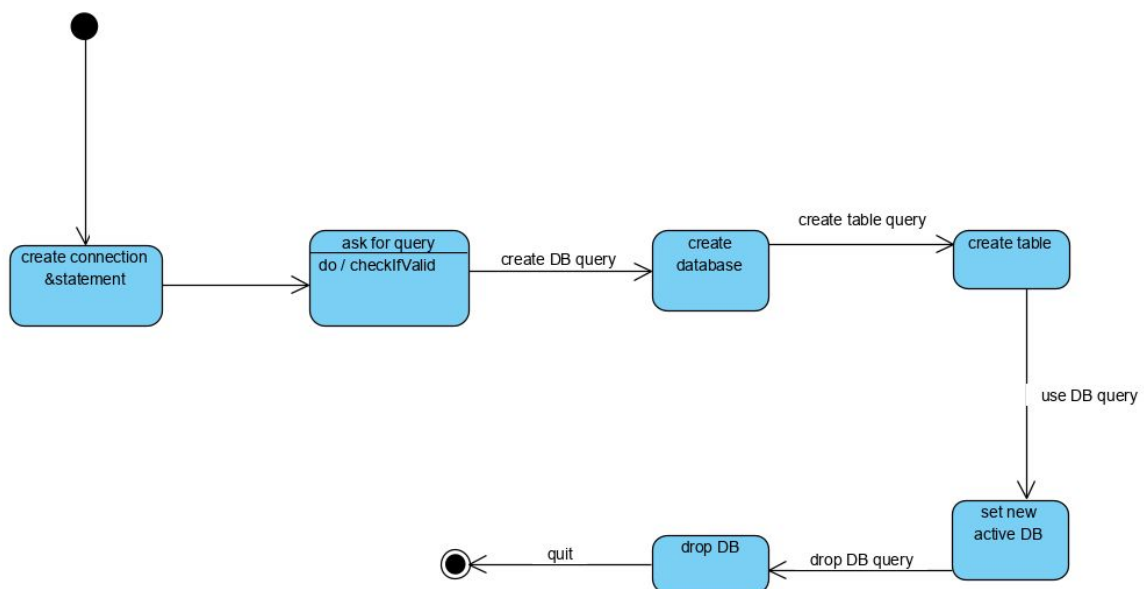 create connection
&statement
ask for query
do / checkIfValid
create DB query
create
database
create table query
create table
use DB query
set new
active DB
drop DB query
drop DB
quit